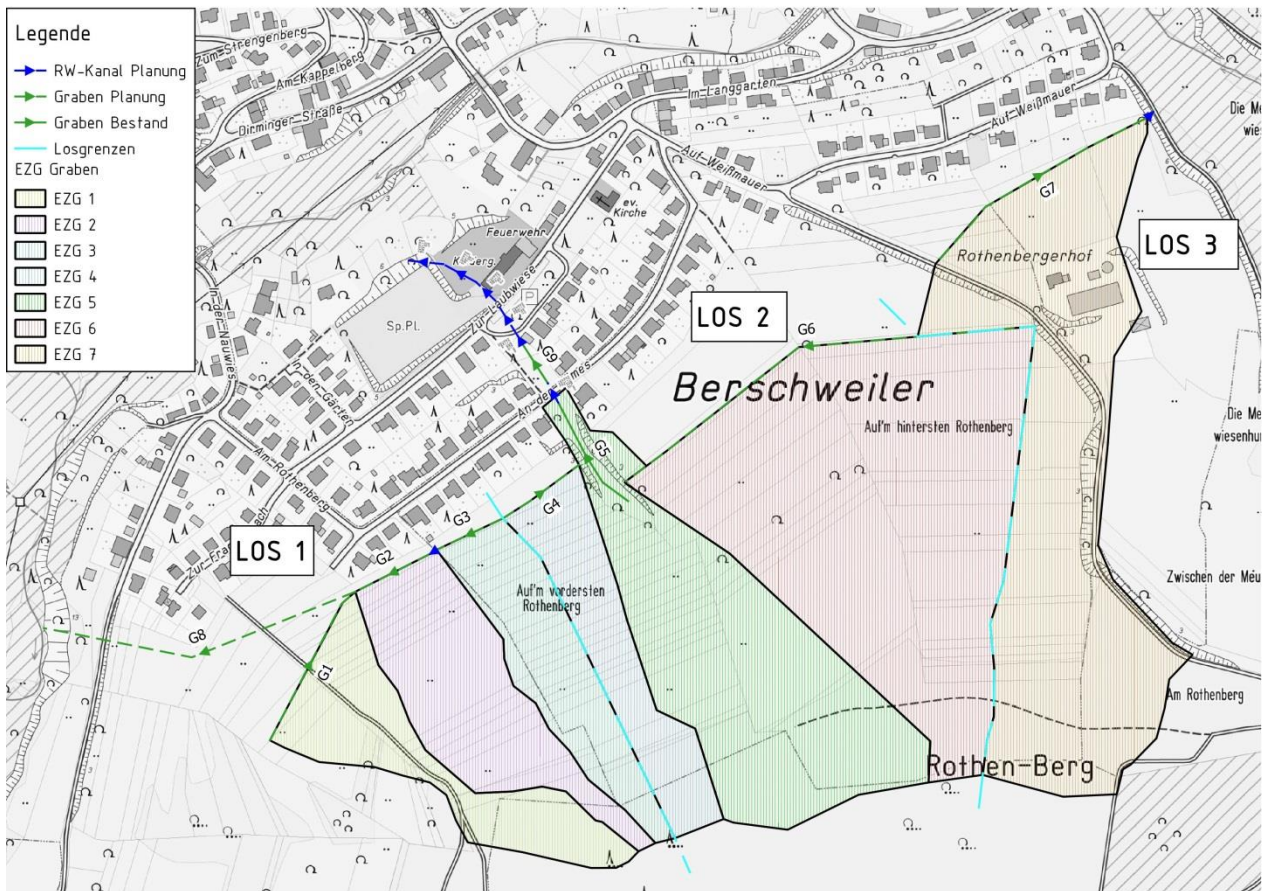 Legende
RW-Kanal Planung
Graben Planung
Graben Bestand
Losgrenzen
EZG Graben
EZG 1
EZG 2
EZG 3
EZG 4
EZG 5
EZG 6
EZG 7
Zum-Strengenberg
Am-Kappelberg
Dirminger-Straße
Im-Langgarten
Auf-Weißmauer
Auf-Weißmauer
Die
wie
ev.
Kirche
Feuerwehr
Zur-Laubwiese
P
Sp.Pl.
In-der-Nauwies
In-den-Gärten
Am-Rothenberg
G7
Rothenbergerhof
LOS 3
LOS 2
G6
G9
Berschweiler
Auf'm hintersten Rothenberg
Die
wiesenhu
G5
G4
G3
G2
LOS 1
Auf'm vordersten
Rothenberg
Zwischen der
G8
G1
Am Rothenberg
Rothen-Berg